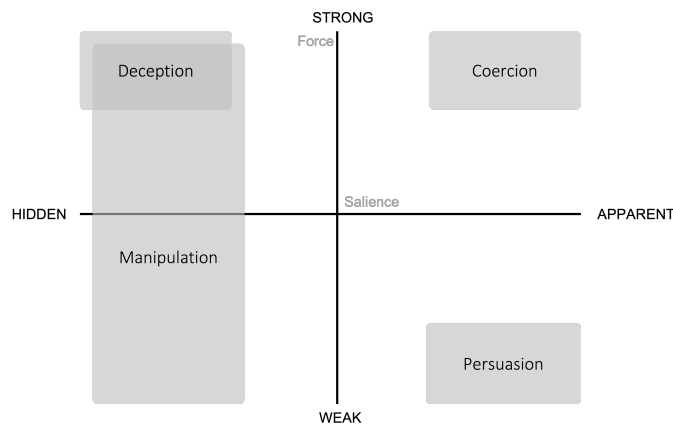 STRONG
Force
Deception
Coercion
Salience
HIDDEN
APPARENT
Manipulation
Persuasion
WEAK